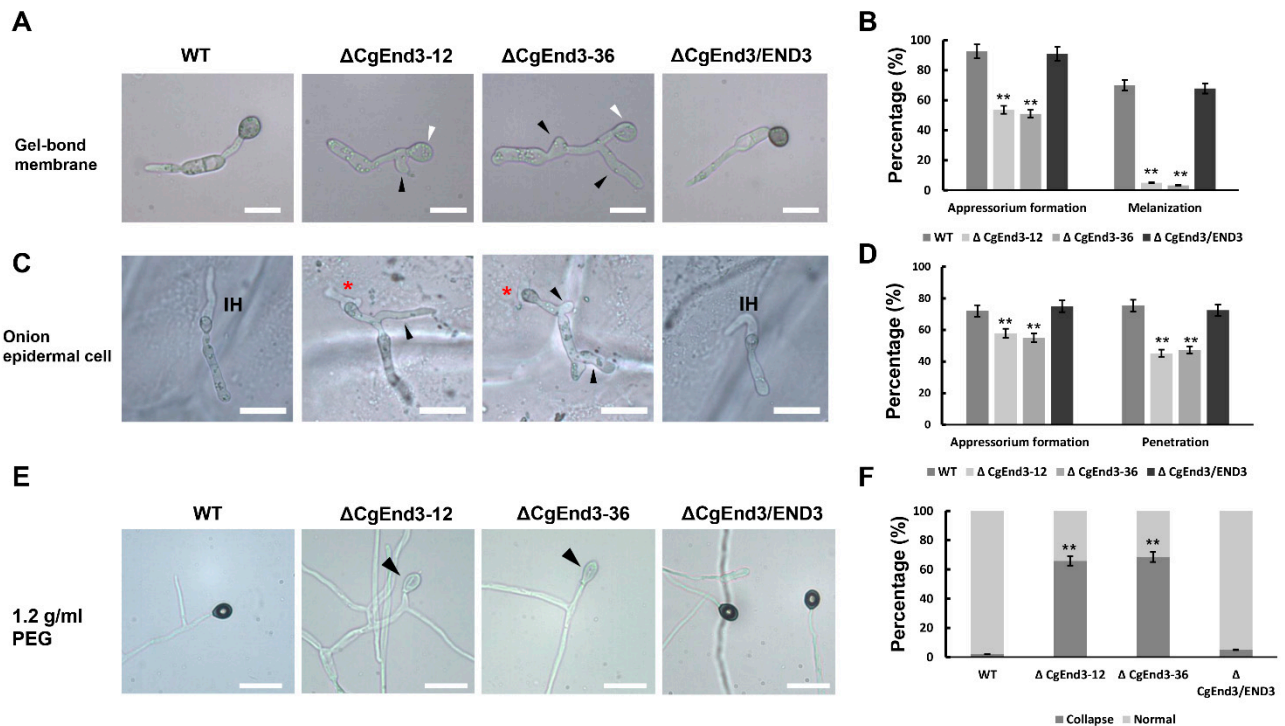 A
WT
ΔCgEnd3-12
ΔCgEnd3-36
ΔCgEnd3/END3
Gel-bond
membrane
B
Percentage (%)
100
80
60
40
20
0
**
**
**
**
Appressorium formation
Melanization
WT
Δ CgEnd3-12
Δ CgEnd3-36
Δ CgEnd3/END3
C
Onion
epidermal cell
IH
*
*
IH
D
Percentage (%)
100
80
60
40
20
0
**
**
**
**
Appressorium formation
Penetration
WT
Δ CgEnd3-12
Δ CgEnd3-36
Δ CgEnd3/END3
E
WT
ΔCgEnd3-12
ΔCgEnd3-36
ΔCgEnd3/END3
1.2 g/ml
PEG
F
Percentage (%)
100
80
60
40
20
0
**
**
WT
Δ CgEnd3-12
Δ CgEnd3-36
Δ
CgEnd3/END3
Collapse
Normal